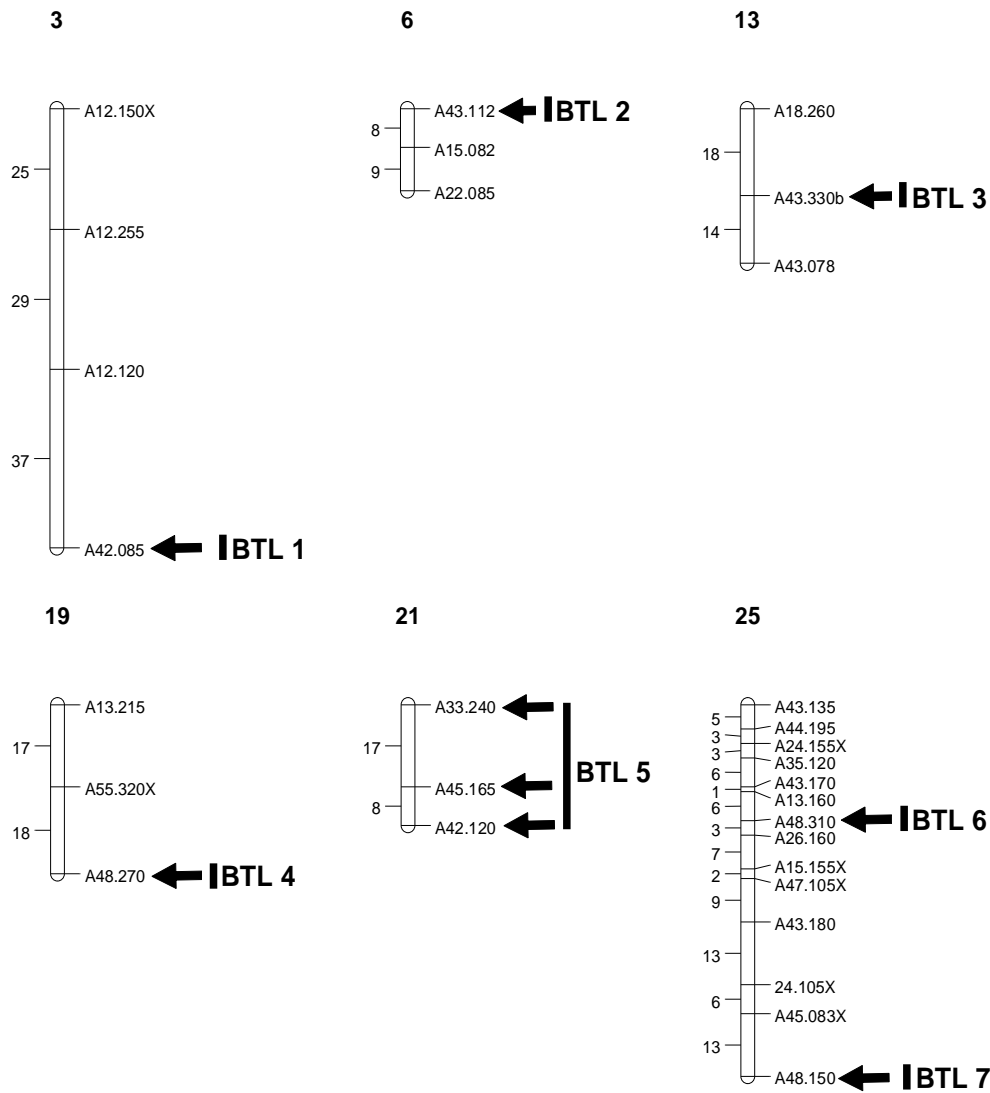 3
A12.150X
25
A12.255
29
A12.120
37
A42.085
BTL 1
6
A43.112
BTL 2
8
A15.082
9
A22.085
13
A18.260
18
A43.330b
BTL 3
14
A43.078
19
A13.215
17
A55.320X
18
A48.270
BTL 4
21
A33.240
17
BTL 5
A45.165
8
A42.120
25
A43.135
5
A44.195
3
A24.155X
3
A35.120
6
A43.170
1
A13.160
6
A48.310
BTL 6
3
A26.160
7
A15.155X
2
A47.105X
9
A43.180
13
24.105X
6
A45.083X
13
A48.150
BTL 7